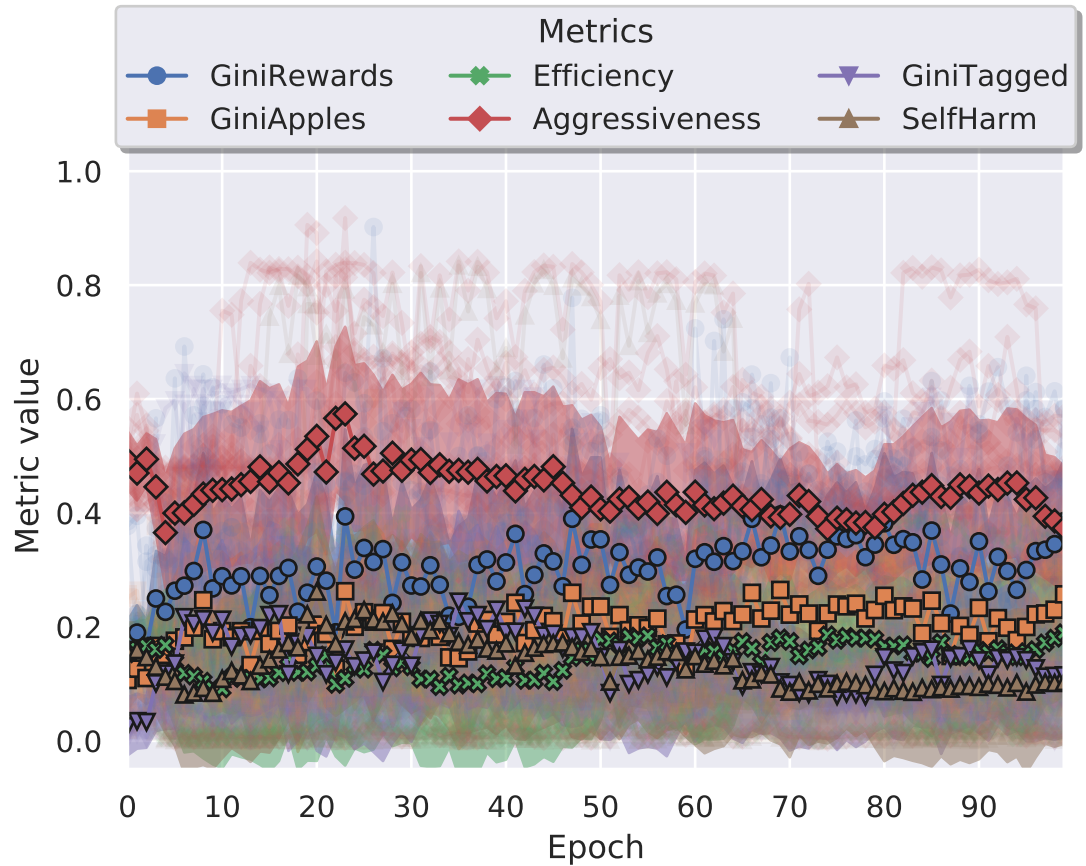 Metrics
GiniRewards Efficiency GiniTagged
GiniApples Aggressiveness SelfHarm
1.0
0.8
0.6
0.4
0.2
0.0
Metric value
0 10 20 30 40 50 60 70 80 90
Epoch